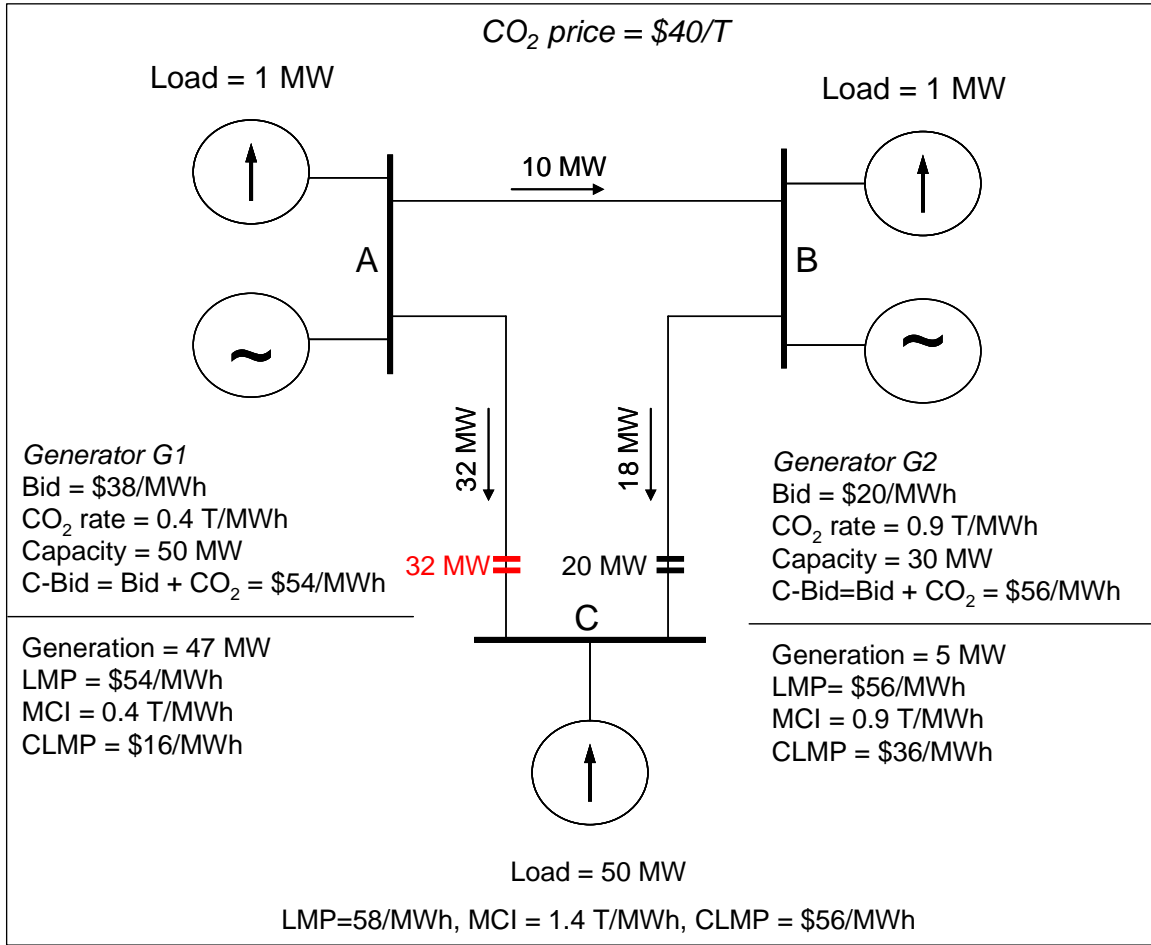 CO2 price = $40/T
Load = 1 MW
Load = 1 MW
10 MW
A
B
32 MW
18 MW
Generator G1
Bid = $38/MWh
CO2 rate = 0.4 T/MWh
Capacity = 50 MW
C-Bid = Bid + CO2 = $54/MWh
32 MW
20 MW
Generator G2
Bid = $20/MWh
CO2 rate = 0.9 T/MWh
Capacity = 30 MW
C-Bid=Bid + CO2 = $56/MWh
C
Generation = 47 MW
LMP = $54/MWh
MCI = 0.4 T/MWh
CLMP = $16/MWh
Generation = 5 MW
LMP= $56/MWh
MCI = 0.9 T/MWh
CLMP = $36/MWh
Load = 50 MW
LMP=58/MWh, MCI = 1.4 T/MWh, CLMP = $56/MWh